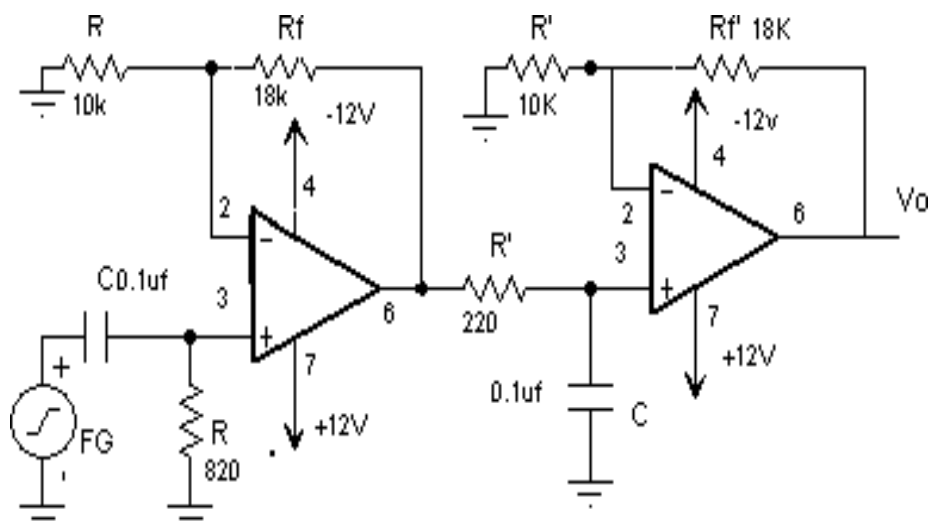 R
Rf
R'
Rf' 18K
10k
18k
10K
-12V
-12v
4
4
2
2
6
Vo
3
3
R'
C0.1uf
6
220
7
+
-
+
-
+
7
+12V
0.1uf
C
R
+12V
FG
820